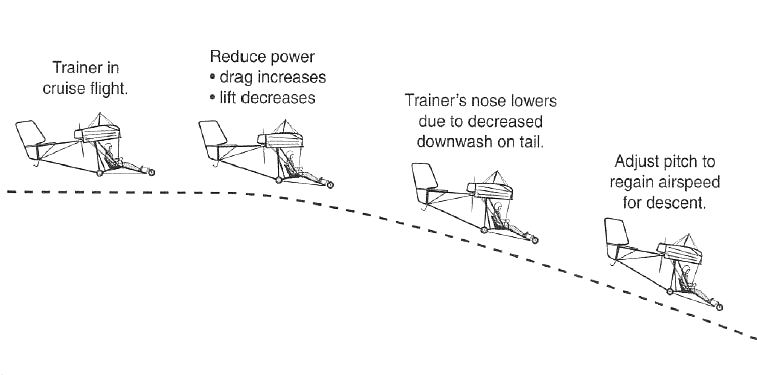 Trainer in
cruise flight.
Reduce power
• drag increases
• lift decreases
Trainer's nose lowers
due to decreased
downwash on tail.
Adjust pitch to
regain airspeed
for descent.